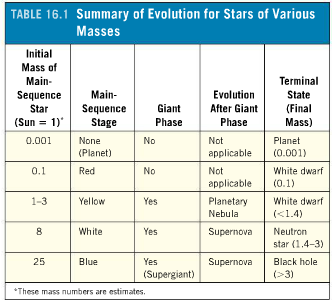 TABLE 16.1 Summary of Evolution for Stars of Various
Masses
Initial
Mass of
Main-
Sequence
Star
(Sun = 1)*
Main-
Sequence
Stage
Giant
Phase
Evolution
After Giant
Phase
Terminal
State
(Final
Mass)
0.001
None
(Planet)
No
Not
applicable
Planet
(0.001)
0.1
Red
No
Not
applicable
White dwarf
(0.1)
1–3
Yellow
Yes
Planetary
Nebula
White dwarf
(<1.4)
8
White
Yes
Supernova
Neutron
star (1.4–3)
25
Blue
Yes
(Supergiant)
Supernova
Black hole
(>3)
*These mass numbers are estimates.